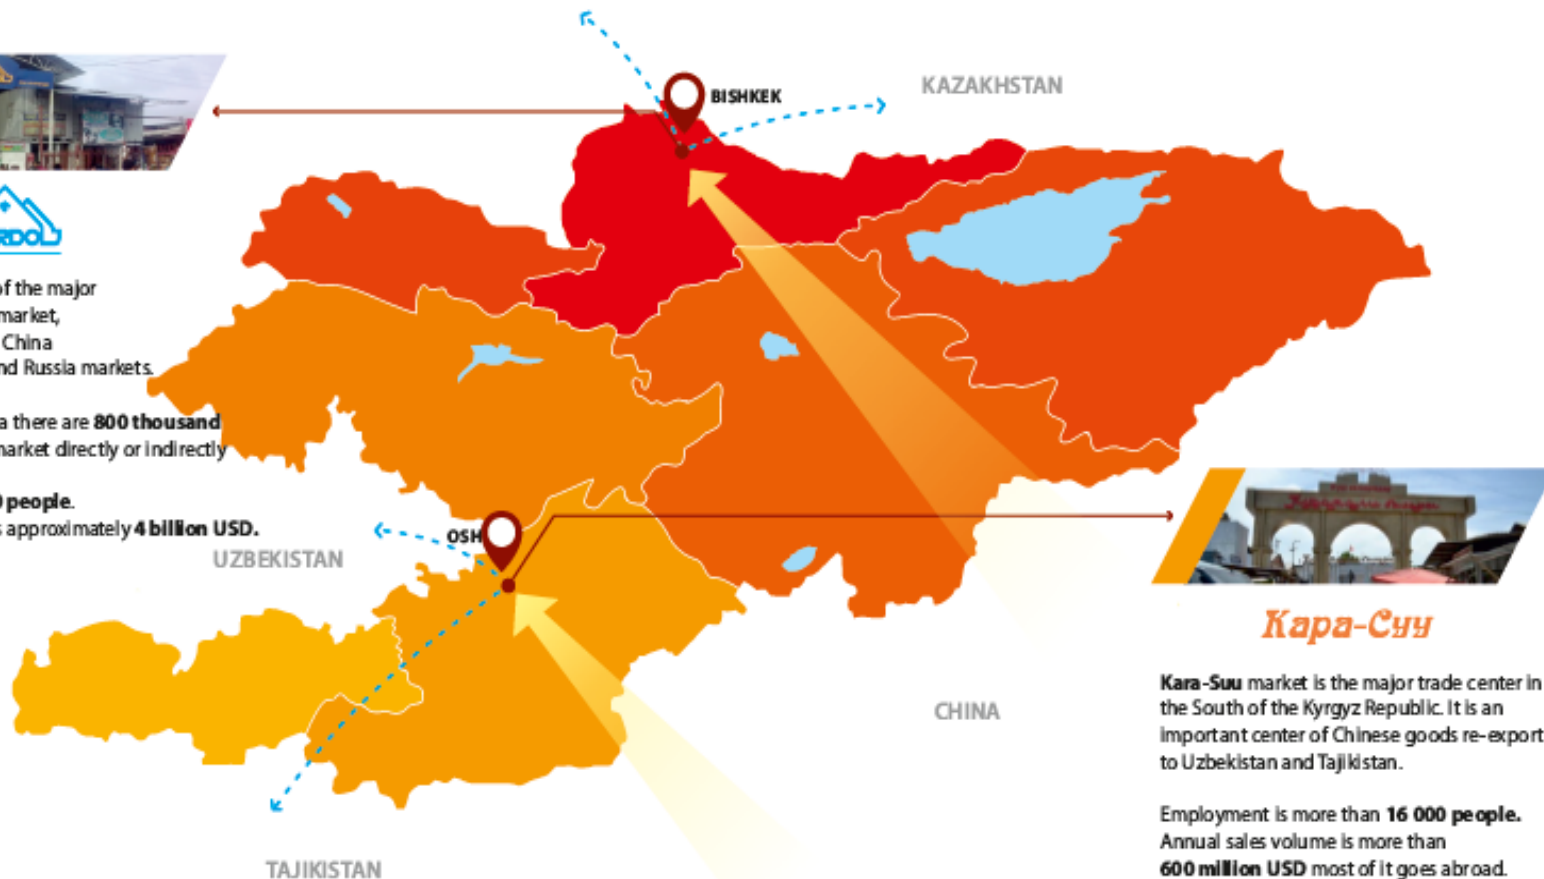 BISHKEK
KAZAKHSTAN
of the major
market,
China
nd Russia markets.
a there are 800 thousand
market directly or indirectly
0 people.
s approximately 4 billion USD.
UZBEKISTAN
OSH
CHINA
TAJIKISTAN
Кара-Суу
Kara-Suu market is the major trade center in
the South of the Kyrgyz Republic. It is an
important center of Chinese goods re-export
to Uzbekistan and Tajikistan.
Employment is more than 16 000 people.
Annual sales volume is more than
600 million USD most of it goes abroad.